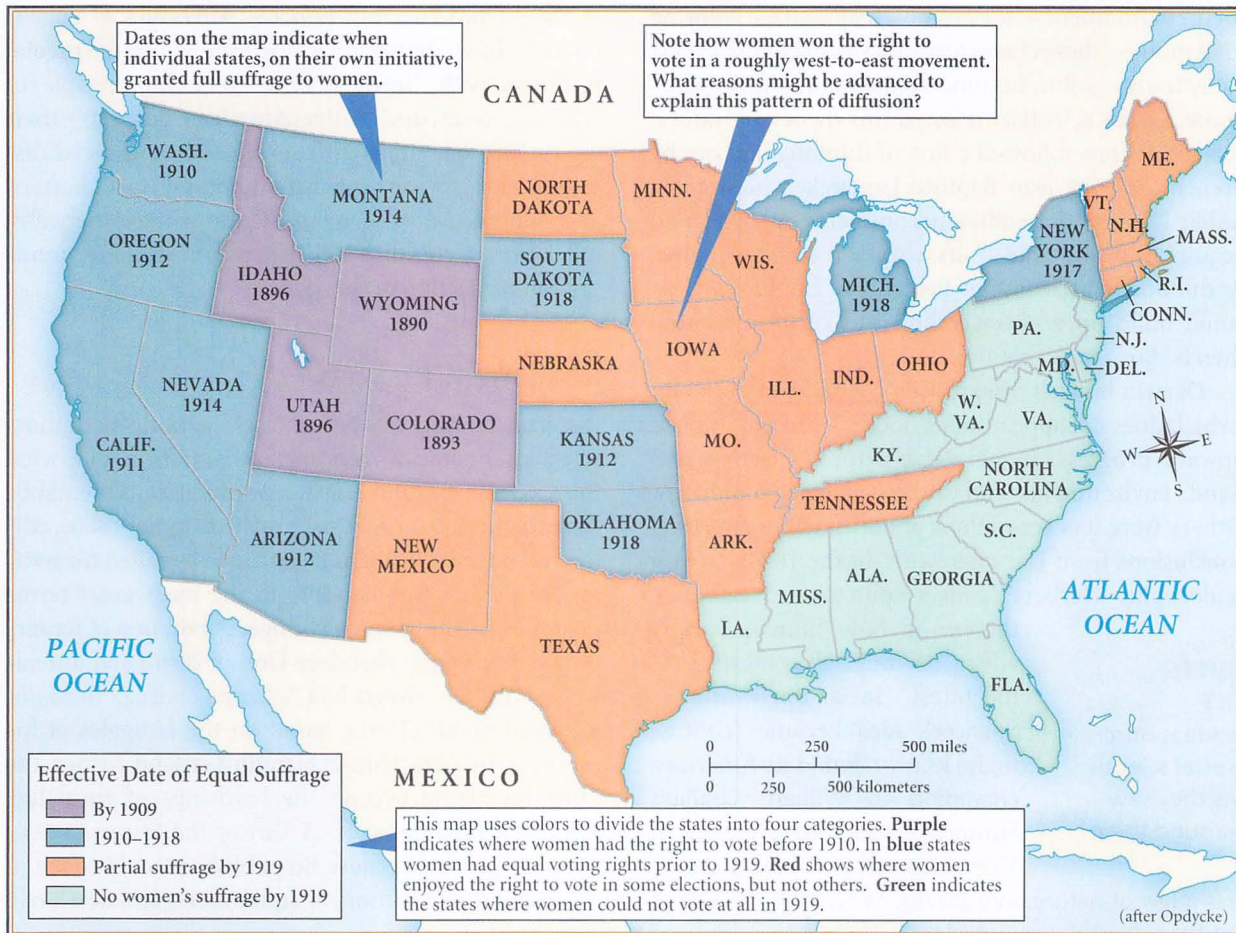 Dates on the map indicate when
individual states, on their own initiative,
granted full suffrage to women.
Note how women won the right to
vote in a roughly west-to-east movement.
What reasons might be advanced to
explain this pattern of diffusion?
CANADA
WASH.
1910
MONTANA
1914
NORTH
DAKOTA
MINN.
ME.
VT.
N.H.
OREGON
1912
IDAHO
1896
SOUTH
DAKOTA
1918
WIS.
MICH.
1918
NEW
YORK
1917
MASS.
R.I.
CONN.
WYOMING
1890
NEBRASKA
IOWA
PA.
N.J.
NEVADA
1914
UTAH
1896
COLORADO
1893
ILL.
IND.
OHIO
MD.
DEL.
CALIF.
1911
KANSAS
1912
MO.
W.
VA.
VA.
KY.
N
W
E
S
ARIZONA
1912
NEW
MEXICO
OKLAHOMA
1918
ARK.
TENNESSEE
NORTH
CAROLINA
S.C.
TEXAS
LA.
MISS.
ALA.
GEORGIA
FLA.
PACIFIC
OCEAN
ATLANTIC
OCEAN
MEXICO
0 250 500 miles
0 250 500 kilometers
Effective Date of Equal Suffrage
By 1909
1910–1918
Partial suffrage by 1919
No women's suffrage by 1919
This map uses colors to divide the states into four categories. Purple
indicates where women had the right to vote before 1910. In blue states
women had equal voting rights prior to 1919. Red shows where women
enjoyed the right to vote in some elections, but not others. Green indicates
the states where women could not vote at all in 1919.
(after Opdycke)